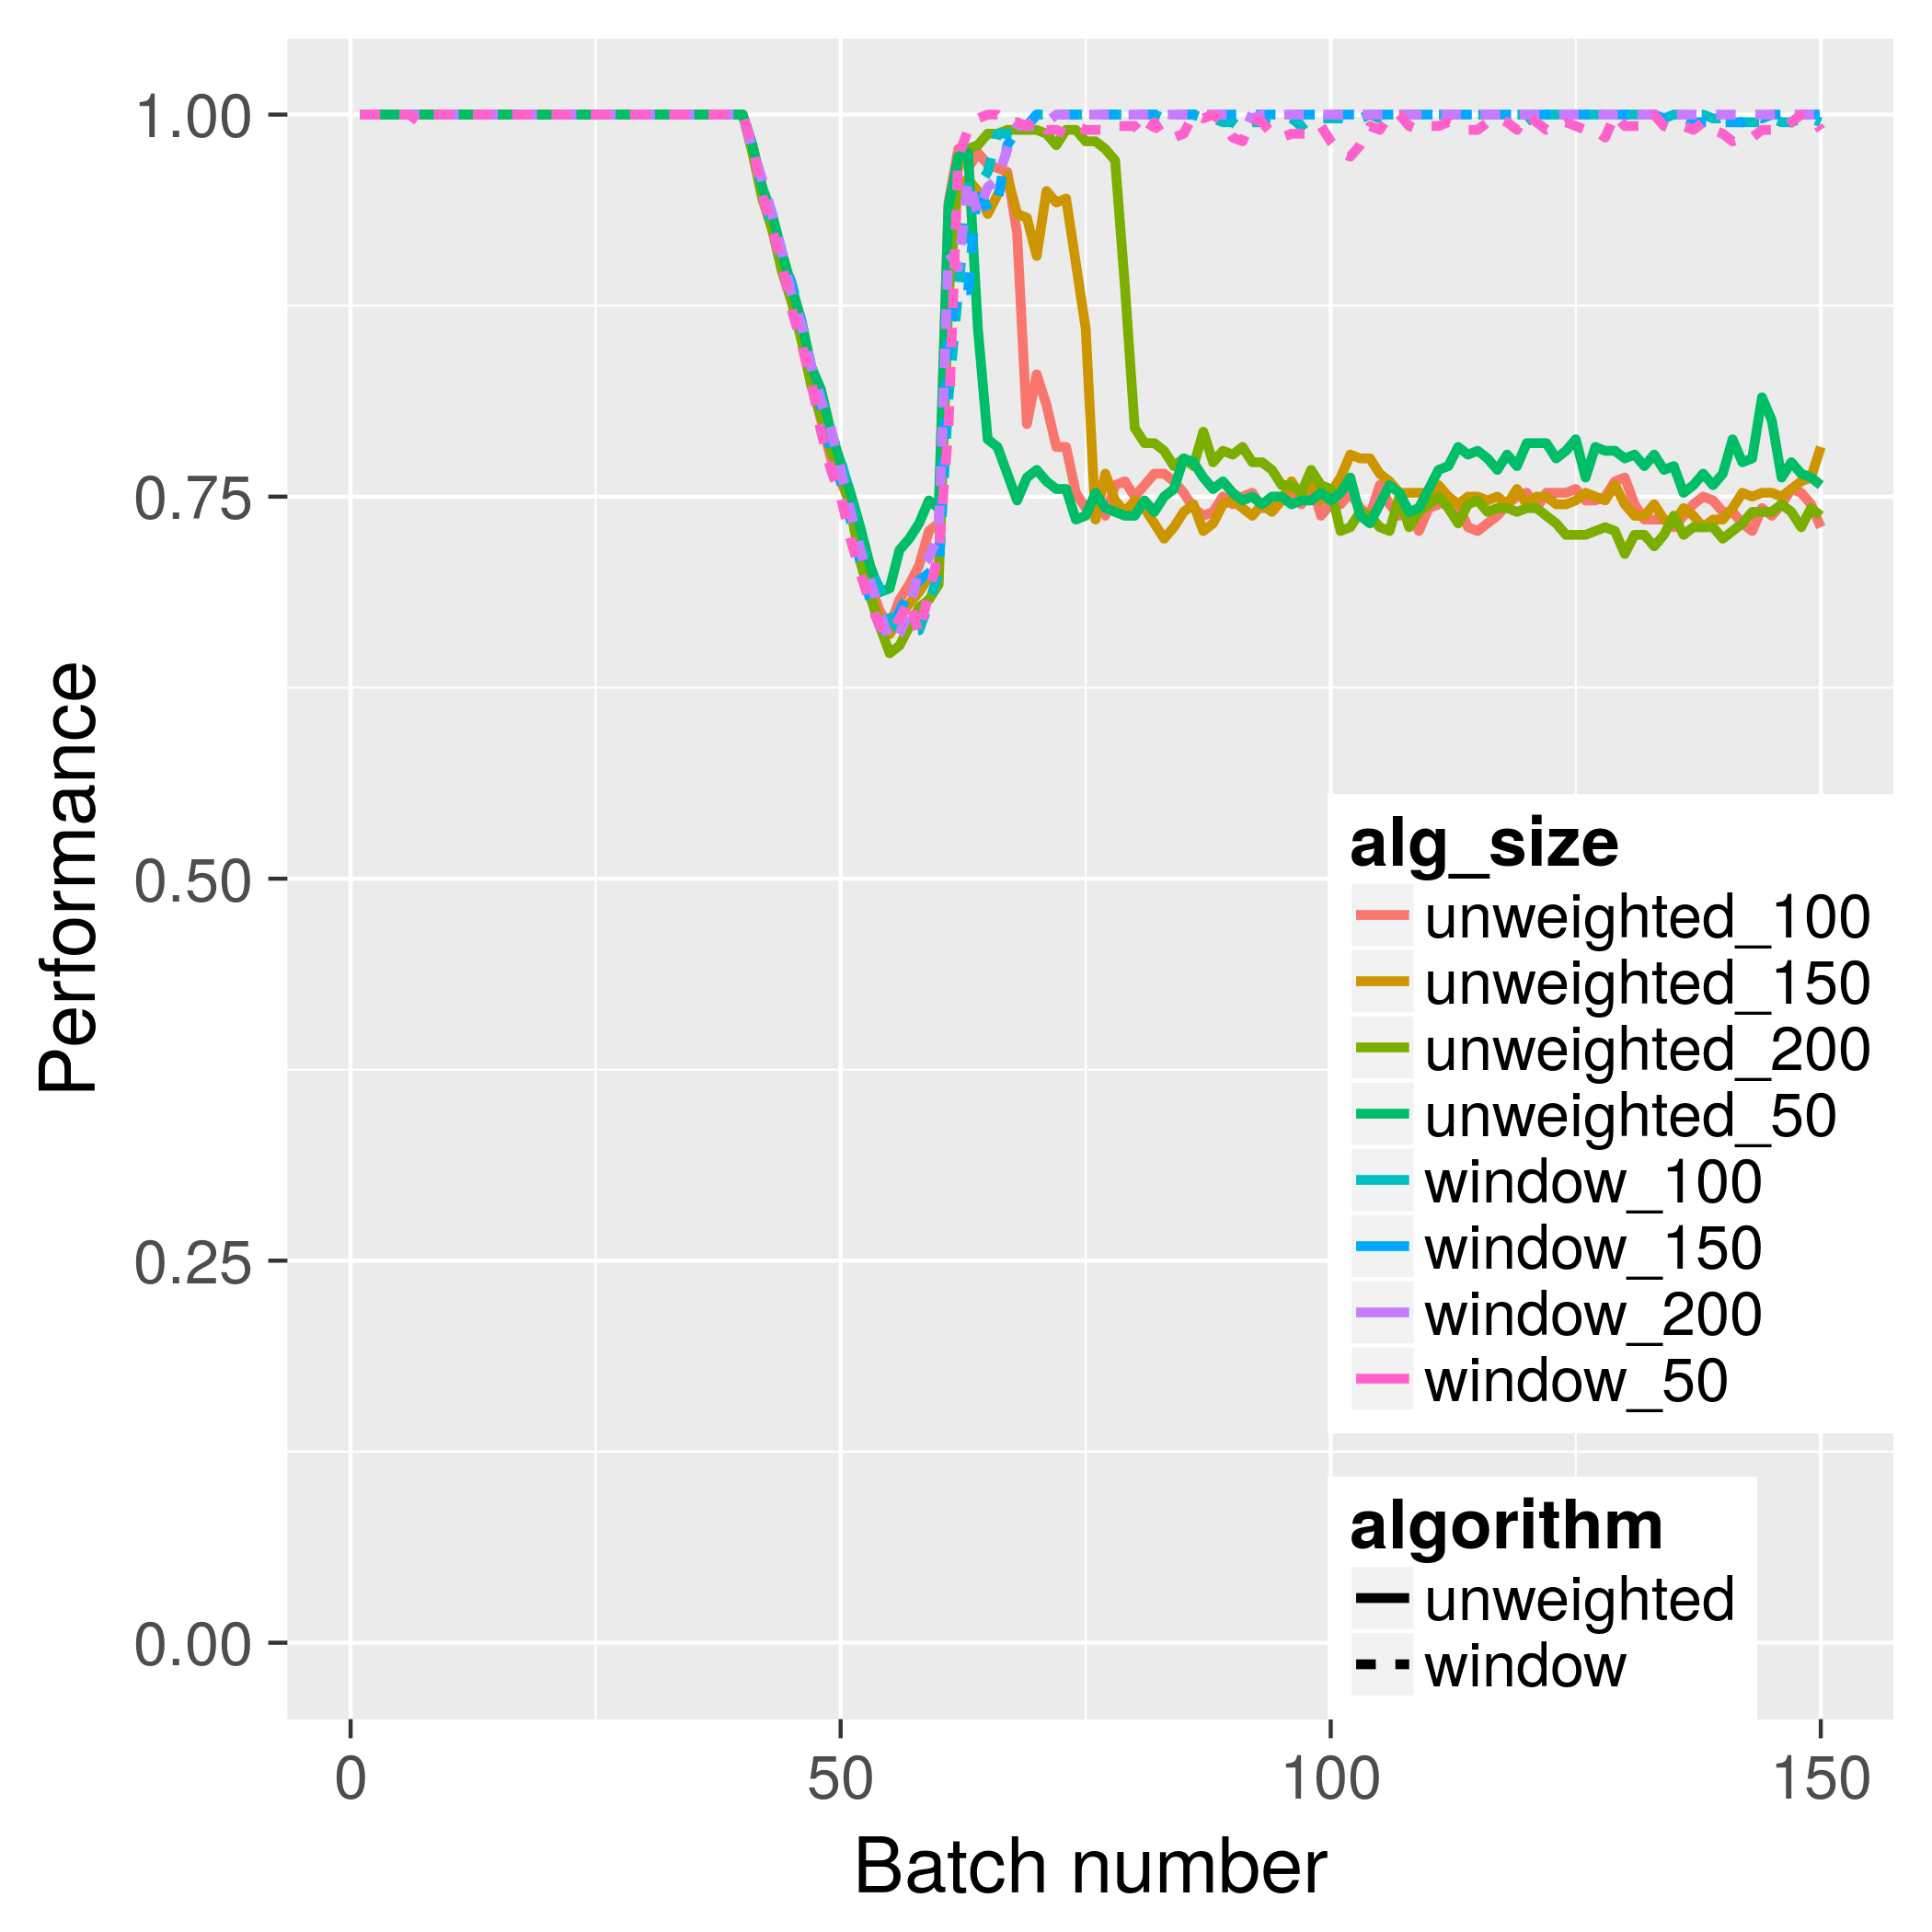 1.00
0.75
0.50
0.25
0.00
Performance
alg_size
unweighted_100
unweighted_150
unweighted_200
unweighted_50
window_100
window_150
window_200
window_50
algorithm
unweighted
window
0 50 100 150
Batch number